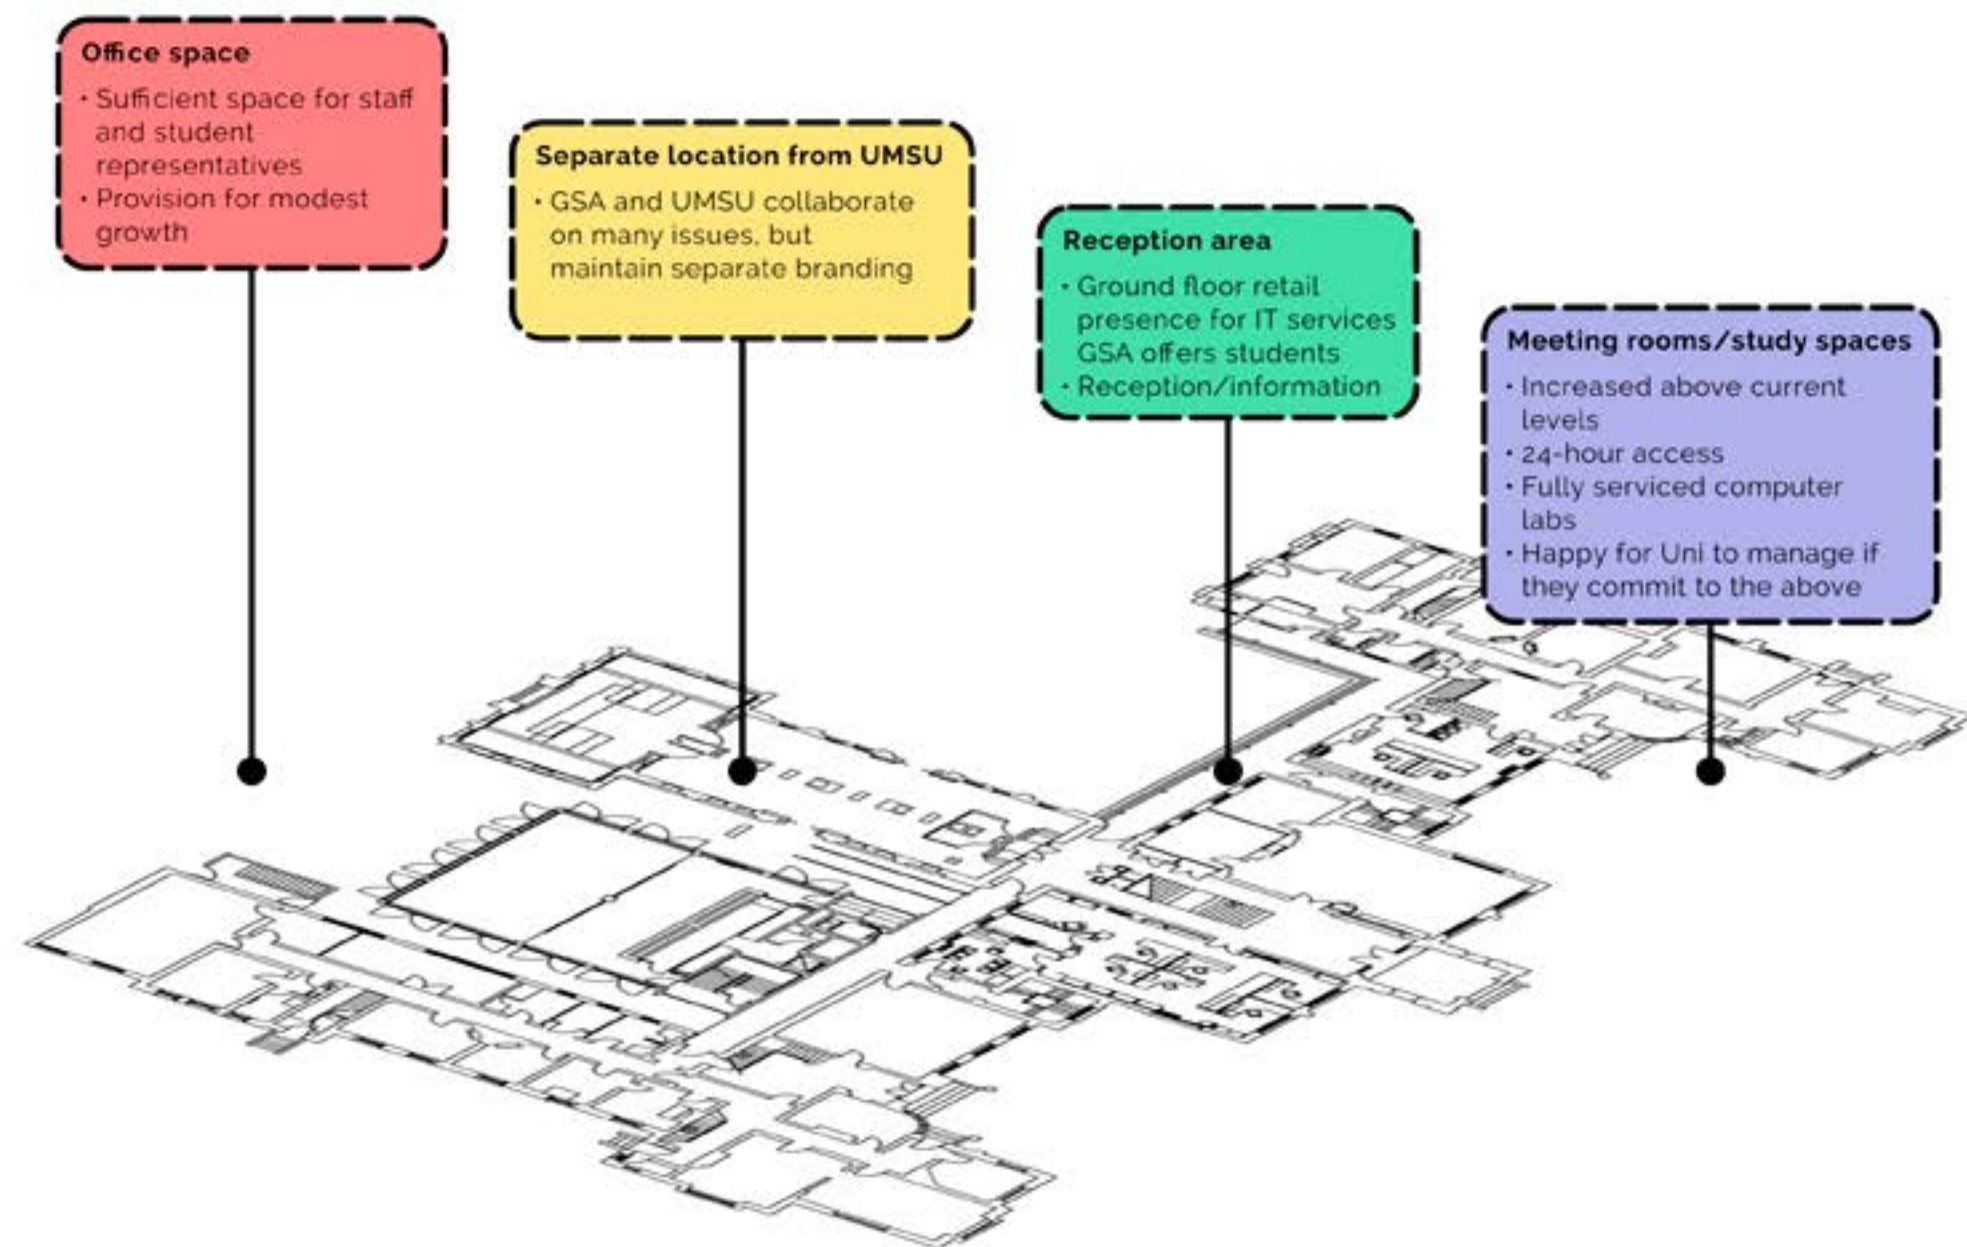 Office space
• Sufficient space for staff
and student
representatives
• Provision for modest
growth
Separate location from UMSU
• GSA and UMSU collaborate
on many issues, but
maintain separate branding
Reception area
• Ground floor retail
presence for IT services
GSA offers students
• Reception/information
Meeting rooms/study spaces
• Increased above current
levels
• 24-hour access
• Fully serviced computer
labs
• Happy for Uni to manage if
they commit to the above